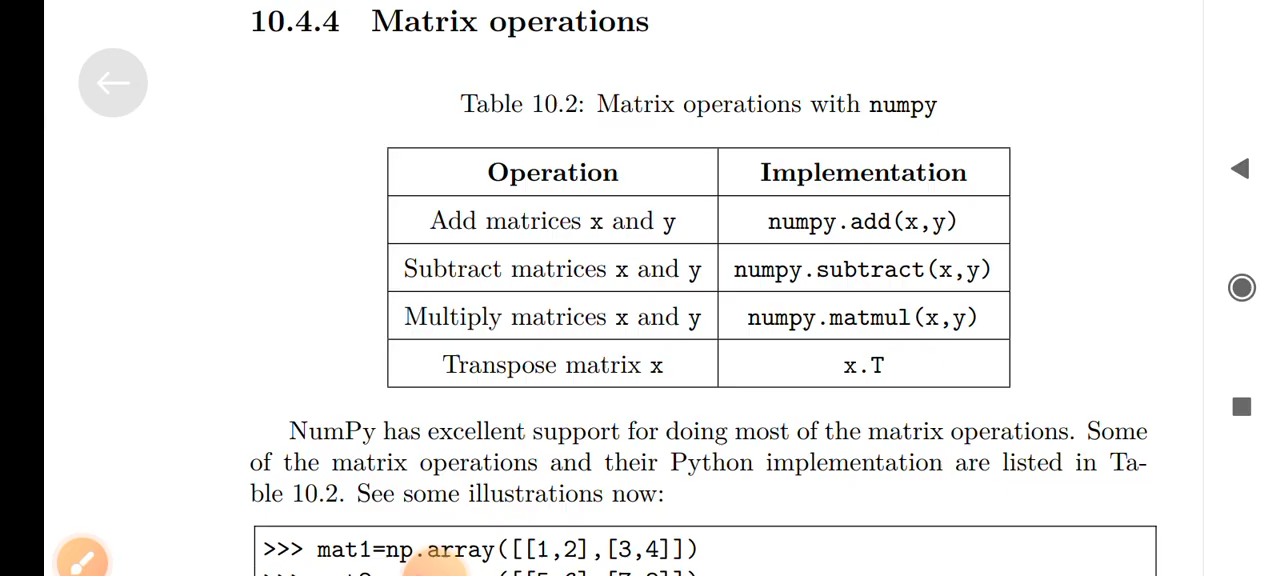 10.4.4 Matrix operations
Table 10.2: Matrix operations with numpy
Operation Implementation
Add matrices x and y numpy.add(x,y)
Subtract matrices x and y numpy.subtract(x,y)
Multiply matrices x and y numpy.matmul(x,y)
Transpose matrix x x.T
NumPy has excellent support for doing most of the matrix operations. Some
of the matrix operations and their Python implementation are listed in Ta-
ble 10.2. See some illustrations now:
>>> mat1=np.array([[1,2],[3,4]])